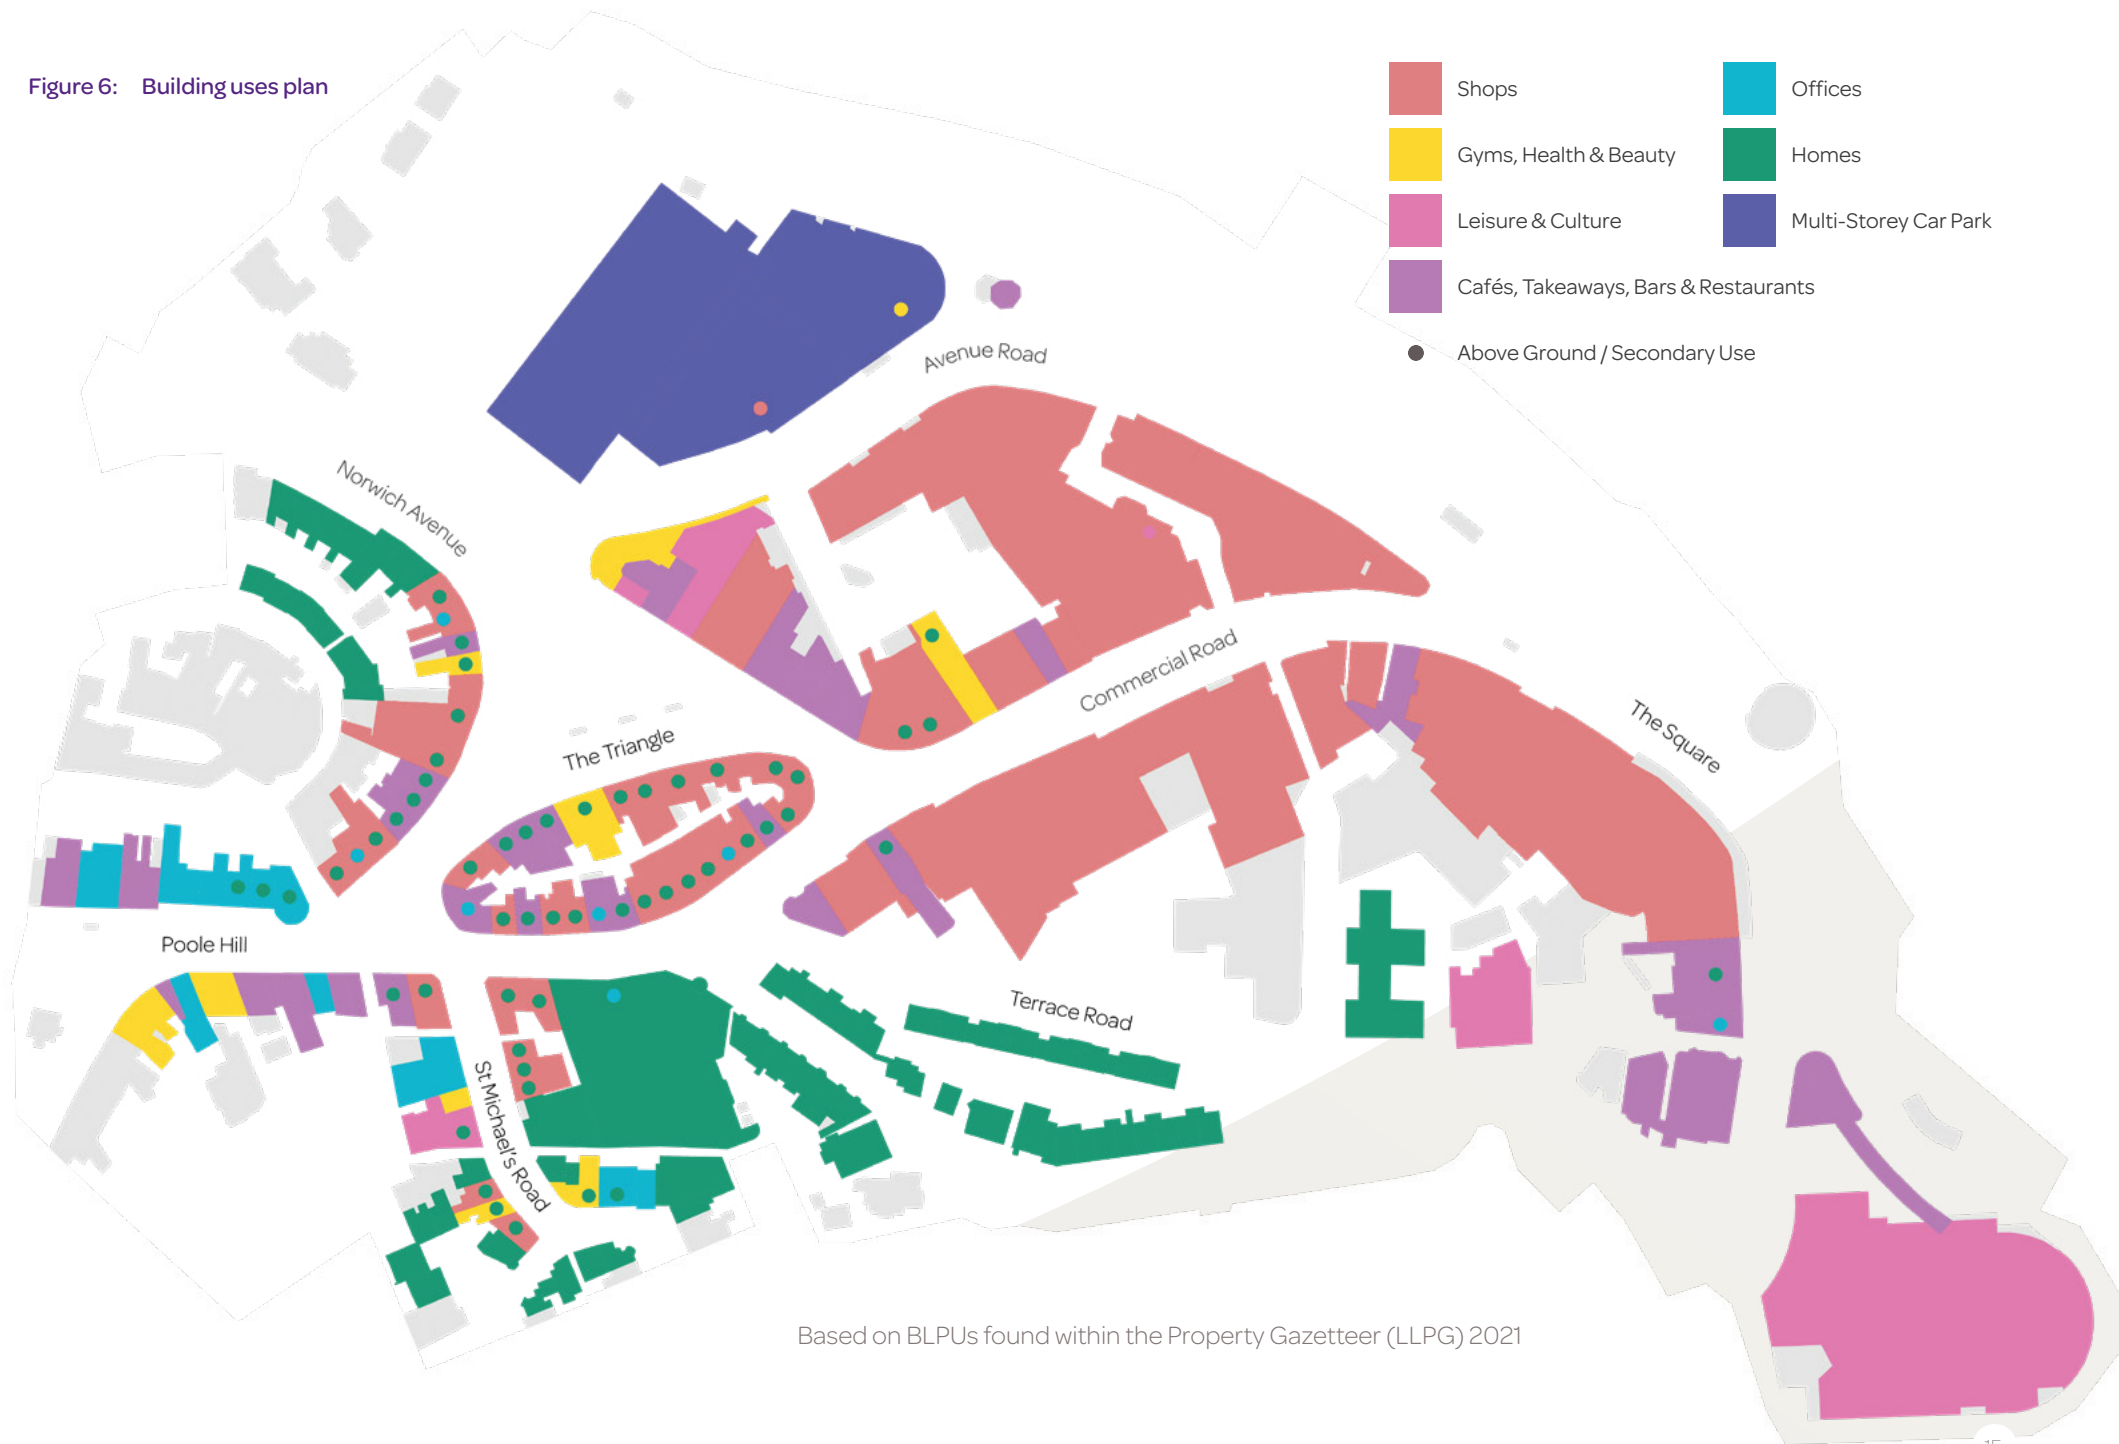 Figure 6: Building uses plan
Shops
Gyms, Health & Beauty
Leisure & Culture
Cafés, Takeaways, Bars & Restaurants
Above Ground / Secondary Use
Offices
Homes
Multi-Storey Car Park
Avenue Road
Norwich Avenue
Commercial Road
The Square
The Triangle
Poole Hill
Terrace Road
St Michael's Road
Based on BLPUs found within the Property Gazetteer (LLPG) 2021